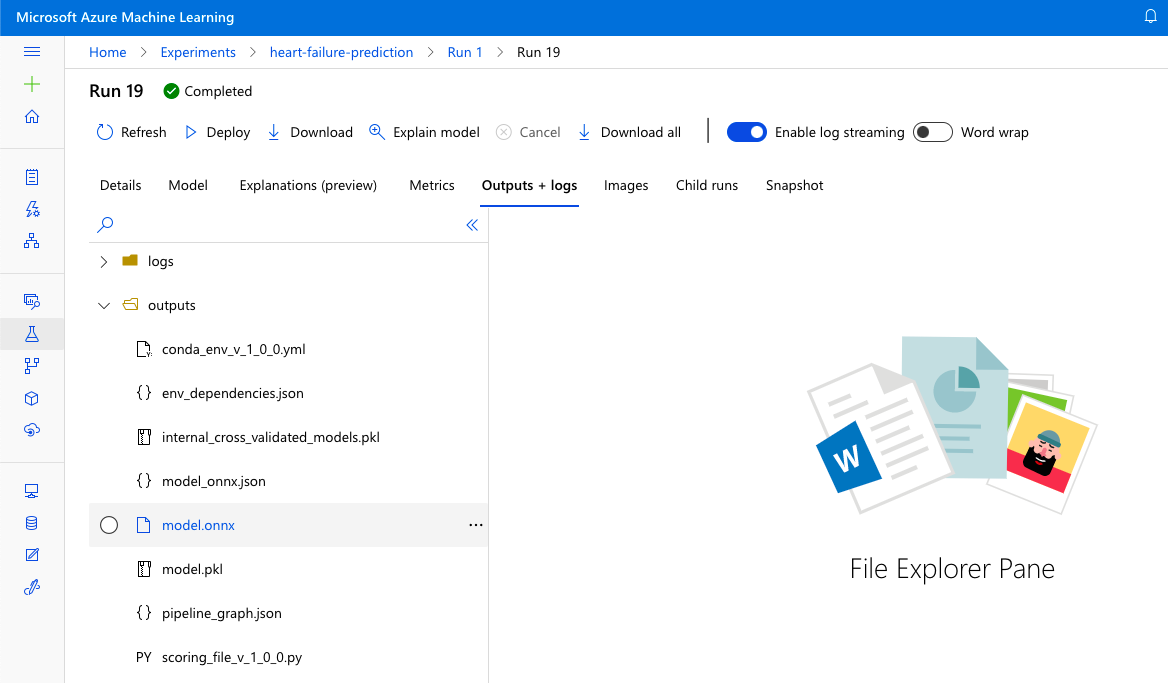 Microsoft Azure Machine Learning
Home > Experiments > heart-failure-prediction > Run 1 > Run 19
Run 19 Completed
Refresh Deploy Download Explain model Cancel Download all Enable log streaming Word wrap
Details Model Explanations (preview) Metrics Outputs + logs Images Child runs Snapshot
logs
outputs
conda_env_v_1_0_0.yml
{} env_dependencies.json
internal_cross_validated_models.pkl
{} model_onnx.json
model.onnx ...
model.pkl
{} pipeline_graph.json
PY scoring_file_v_1_0_0.py
W
File Explorer Pane